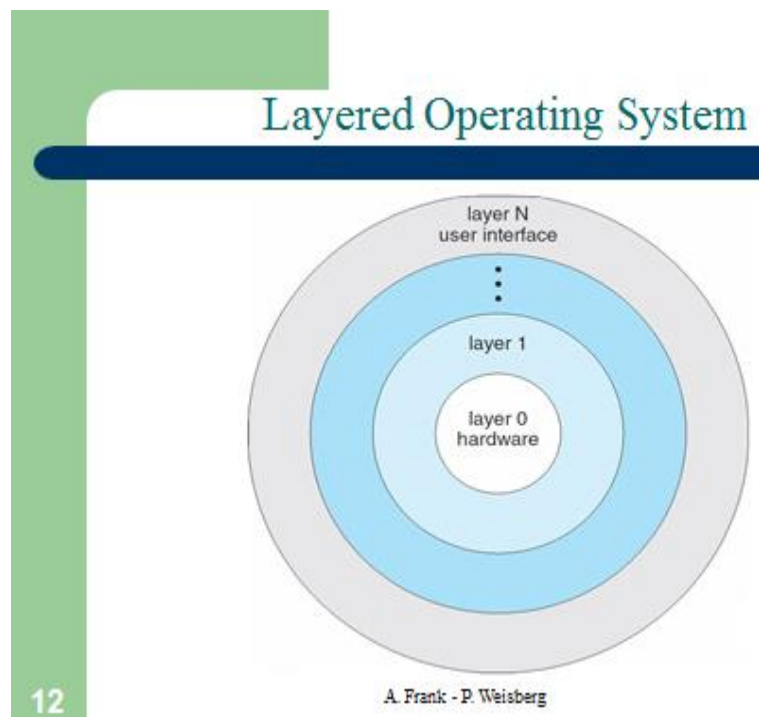 Layered Operating System
layer N
user interface
layer 1
layer 0
hardware
12
A. Frank - P. Weisberg